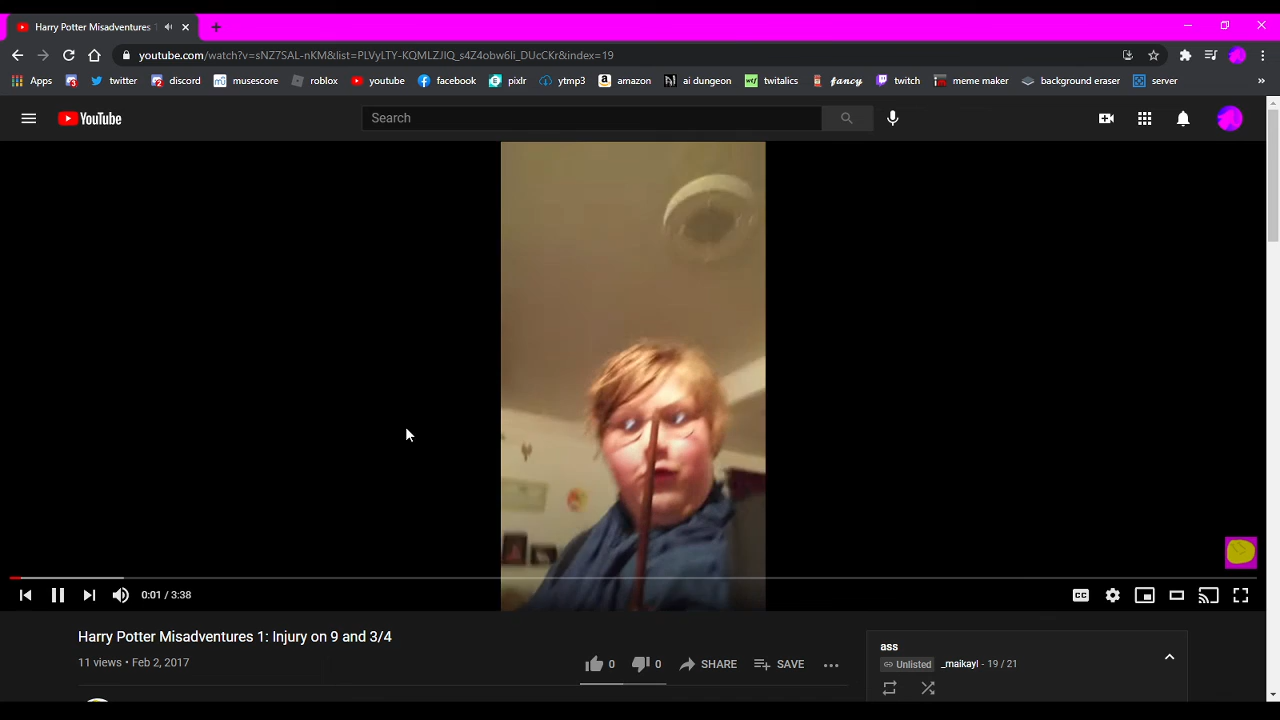 Harry Potter Misadventures 1
youtube.com/watch?v=sNZ7SAL-nKM&list=PLVyLTY-KQMLZJIQ_s4Z4obw6li_DUcCKr&index=19
Apps twitter discord musescore roblox youtube facebook pixlr ytmp3 amazon ai dungeon twitalics fancy twitch meme maker background eraser server »
YouTube Search
0:01 / 3:38 CC
Harry Potter Misadventures 1: Injury on 9 and 3/4
11 views • Feb 2, 2017
0 0 SHARE SAVE
ass
Unlisted _maikayl - 19 / 21